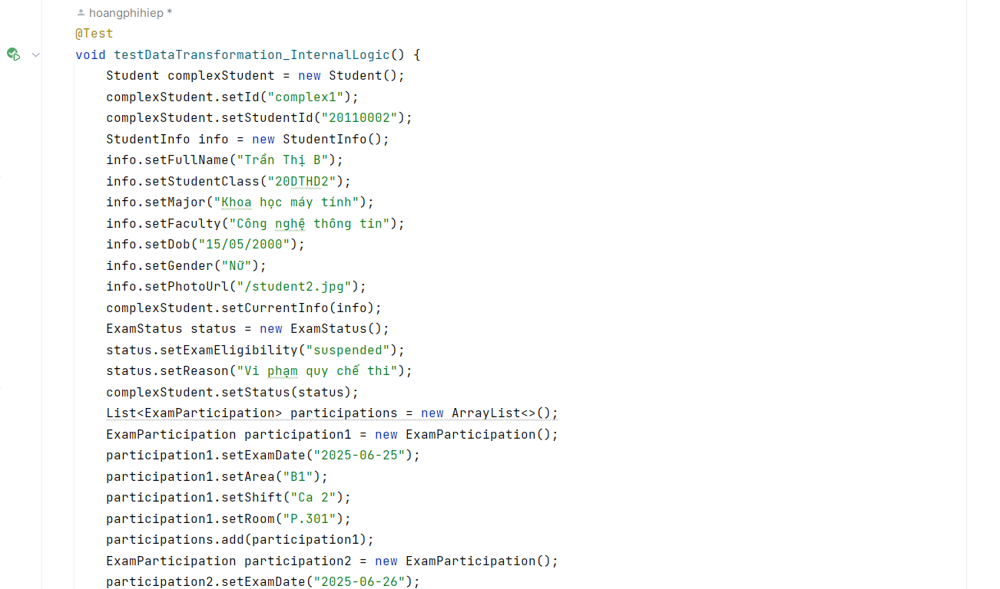 hoangphihiep *
@Test
void testDataTransformation_InternalLogic() {
Student complexStudent = new Student();
complexStudent.setId("complex1");
complexStudent.setStudentId("20110002");
StudentInfo info = new StudentInfo();
info.setFullName("Trần Thị B");
info.setStudentClass("20DTHD2");
info.setMajor("Khoa học máy tính");
info.setFaculty("Công nghệ thông tin");
info.setDob("15/05/2000");
info.setGender("Nữ");
info.setPhotoUrl("/student2.jpg");
complexStudent.setCurrentInfo(info);
ExamStatus status = new ExamStatus();
status.setExamEligibility("suspended");
status.setReason("Vi phạm quy chế thi");
complexStudent.setStatus(status);
List<ExamParticipation> participations = new ArrayList<>();
ExamParticipation participation1 = new ExamParticipation();
participation1.setExamDate("2025-06-25");
participation1.setArea("B1");
participation1.setShift("Ca 2");
participation1.setRoom("P.301");
participations.add(participation1);
ExamParticipation participation2 = new ExamParticipation();
participation2.setExamDate("2025-06-26");